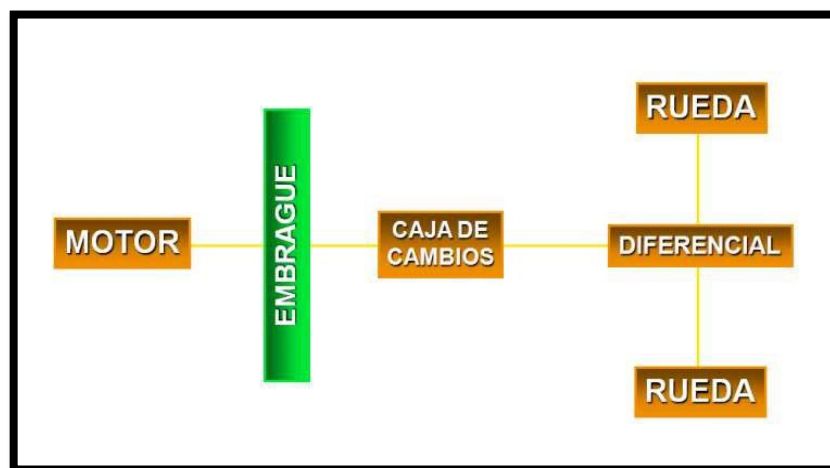 RUEDA
MOTOR
EMBRAGUE
CAJA DE
CAMBIOS
DIFERENCIAL
RUEDA